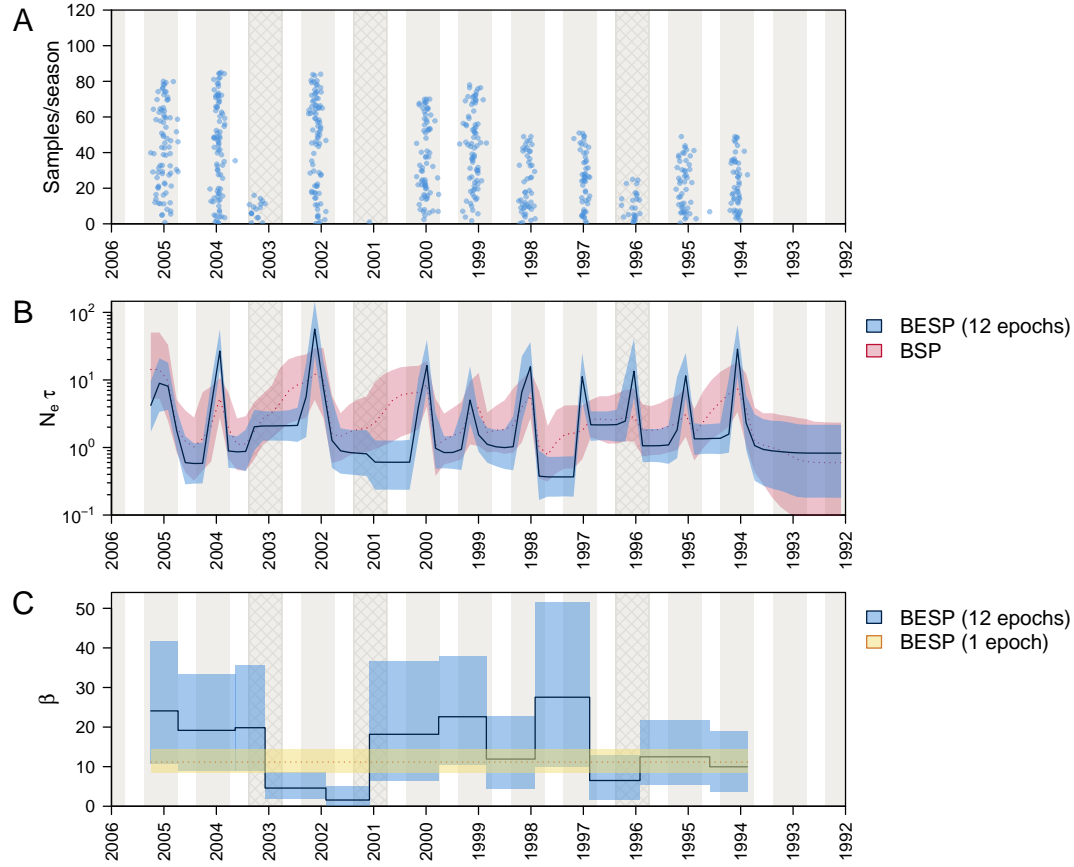 A
Samples/season
120
100
80
60
40
20
0
2006 2005 2004 2003 2002 2001 2000 1999 1998 1997 1996 1995 1994 1993 1992
B
Nₑ τ
10²
10¹
10⁰
10⁻¹
2006 2005 2004 2003 2002 2001 2000 1999 1998 1997 1996 1995 1994 1993 1992
BESP (12 epochs)
BSP
C
β
50
40
30
20
10
0
2006 2005 2004 2003 2002 2001 2000 1999 1998 1997 1996 1995 1994 1993 1992
BESP (12 epochs)
BESP (1 epoch)